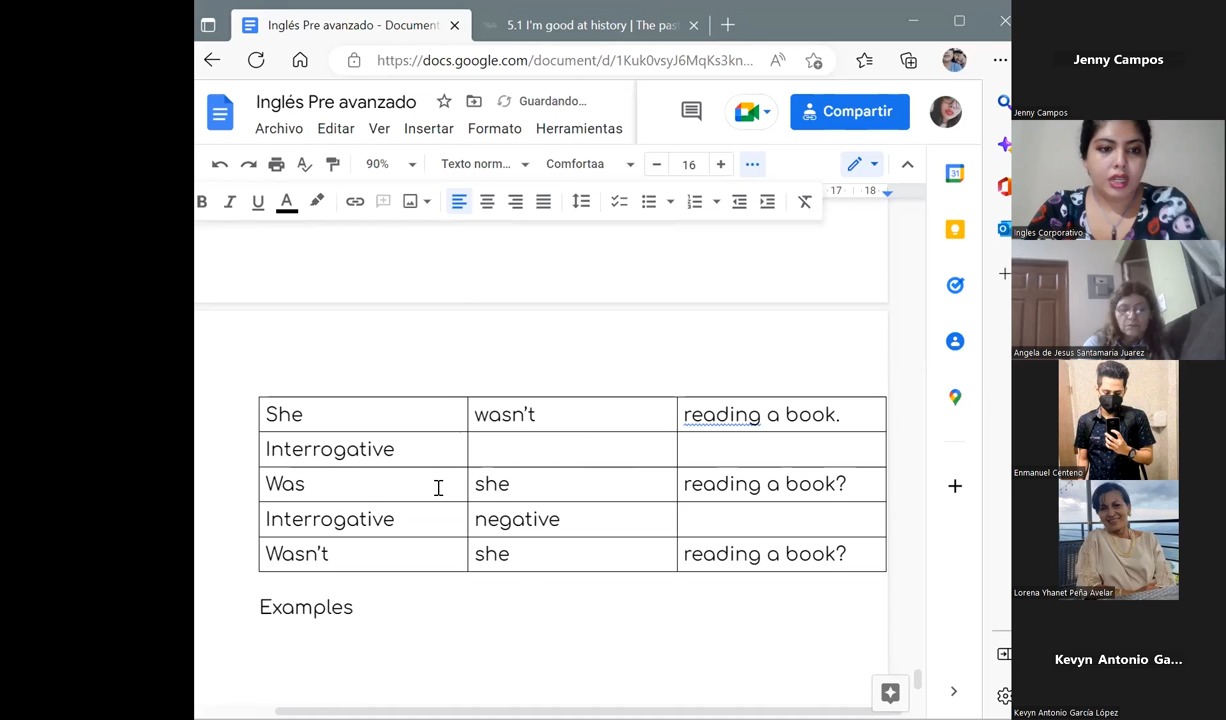 Inglés Pre avanzado - Document
5.1 I'm good at history | The pas
https://docs.google.com/document/d/1Kuk0vsyJ6MqKs3kn...
Inglés Pre avanzado
Guardando...
Compartir
Archivo Editar Ver Insertar Formato Herramientas
90% Texto norm... Comfortaa 16
17 18
31
She wasn't reading a book.
Interrogative
Was she reading a book?
Interrogative negative
Wasn't she reading a book?
Examples
Jenny Campos
Jenny Campos
Ingles Corporativo
Angela de Jesus Santamaria Juarez
Enmanuel Centeno
Lorena Yhanet Peña Avelar
Kevyn Antonio Ga...
Kevyn Antonio García López